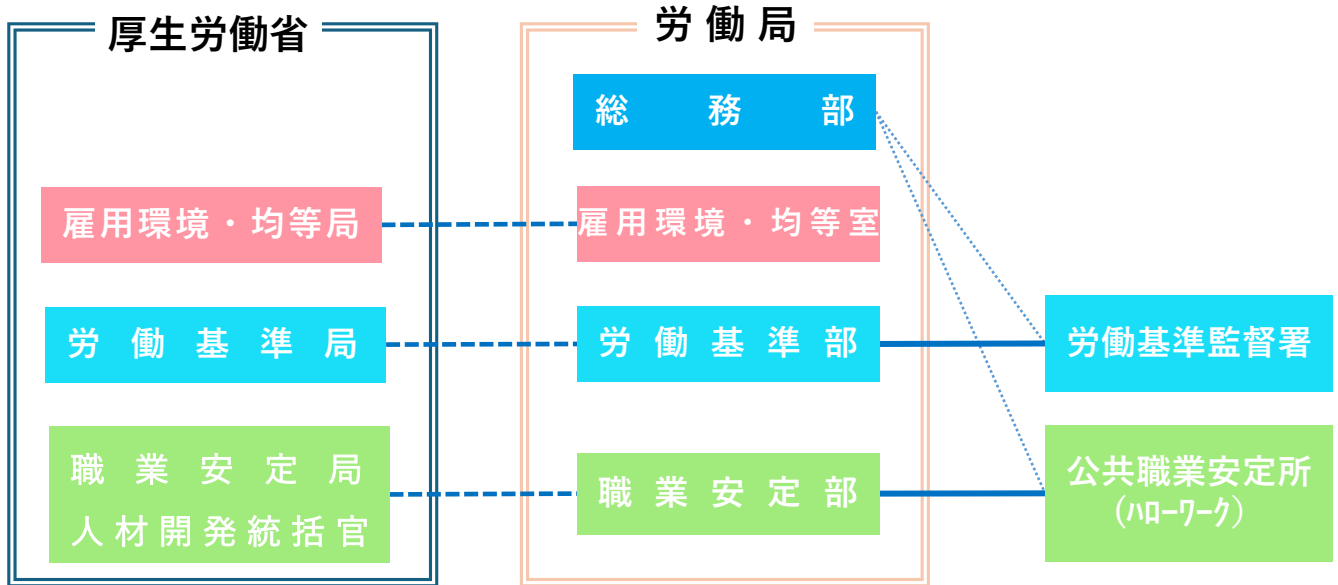 厚生労働省
雇用環境・均等局
労働基準局
職業安定局
人材開発統括官
労働局
総務部
雇用環境・均等室
労働基準部
職業安定部
労働基準監督署
公共職業安定所
（ﾊﾛｰﾜｰｸ）